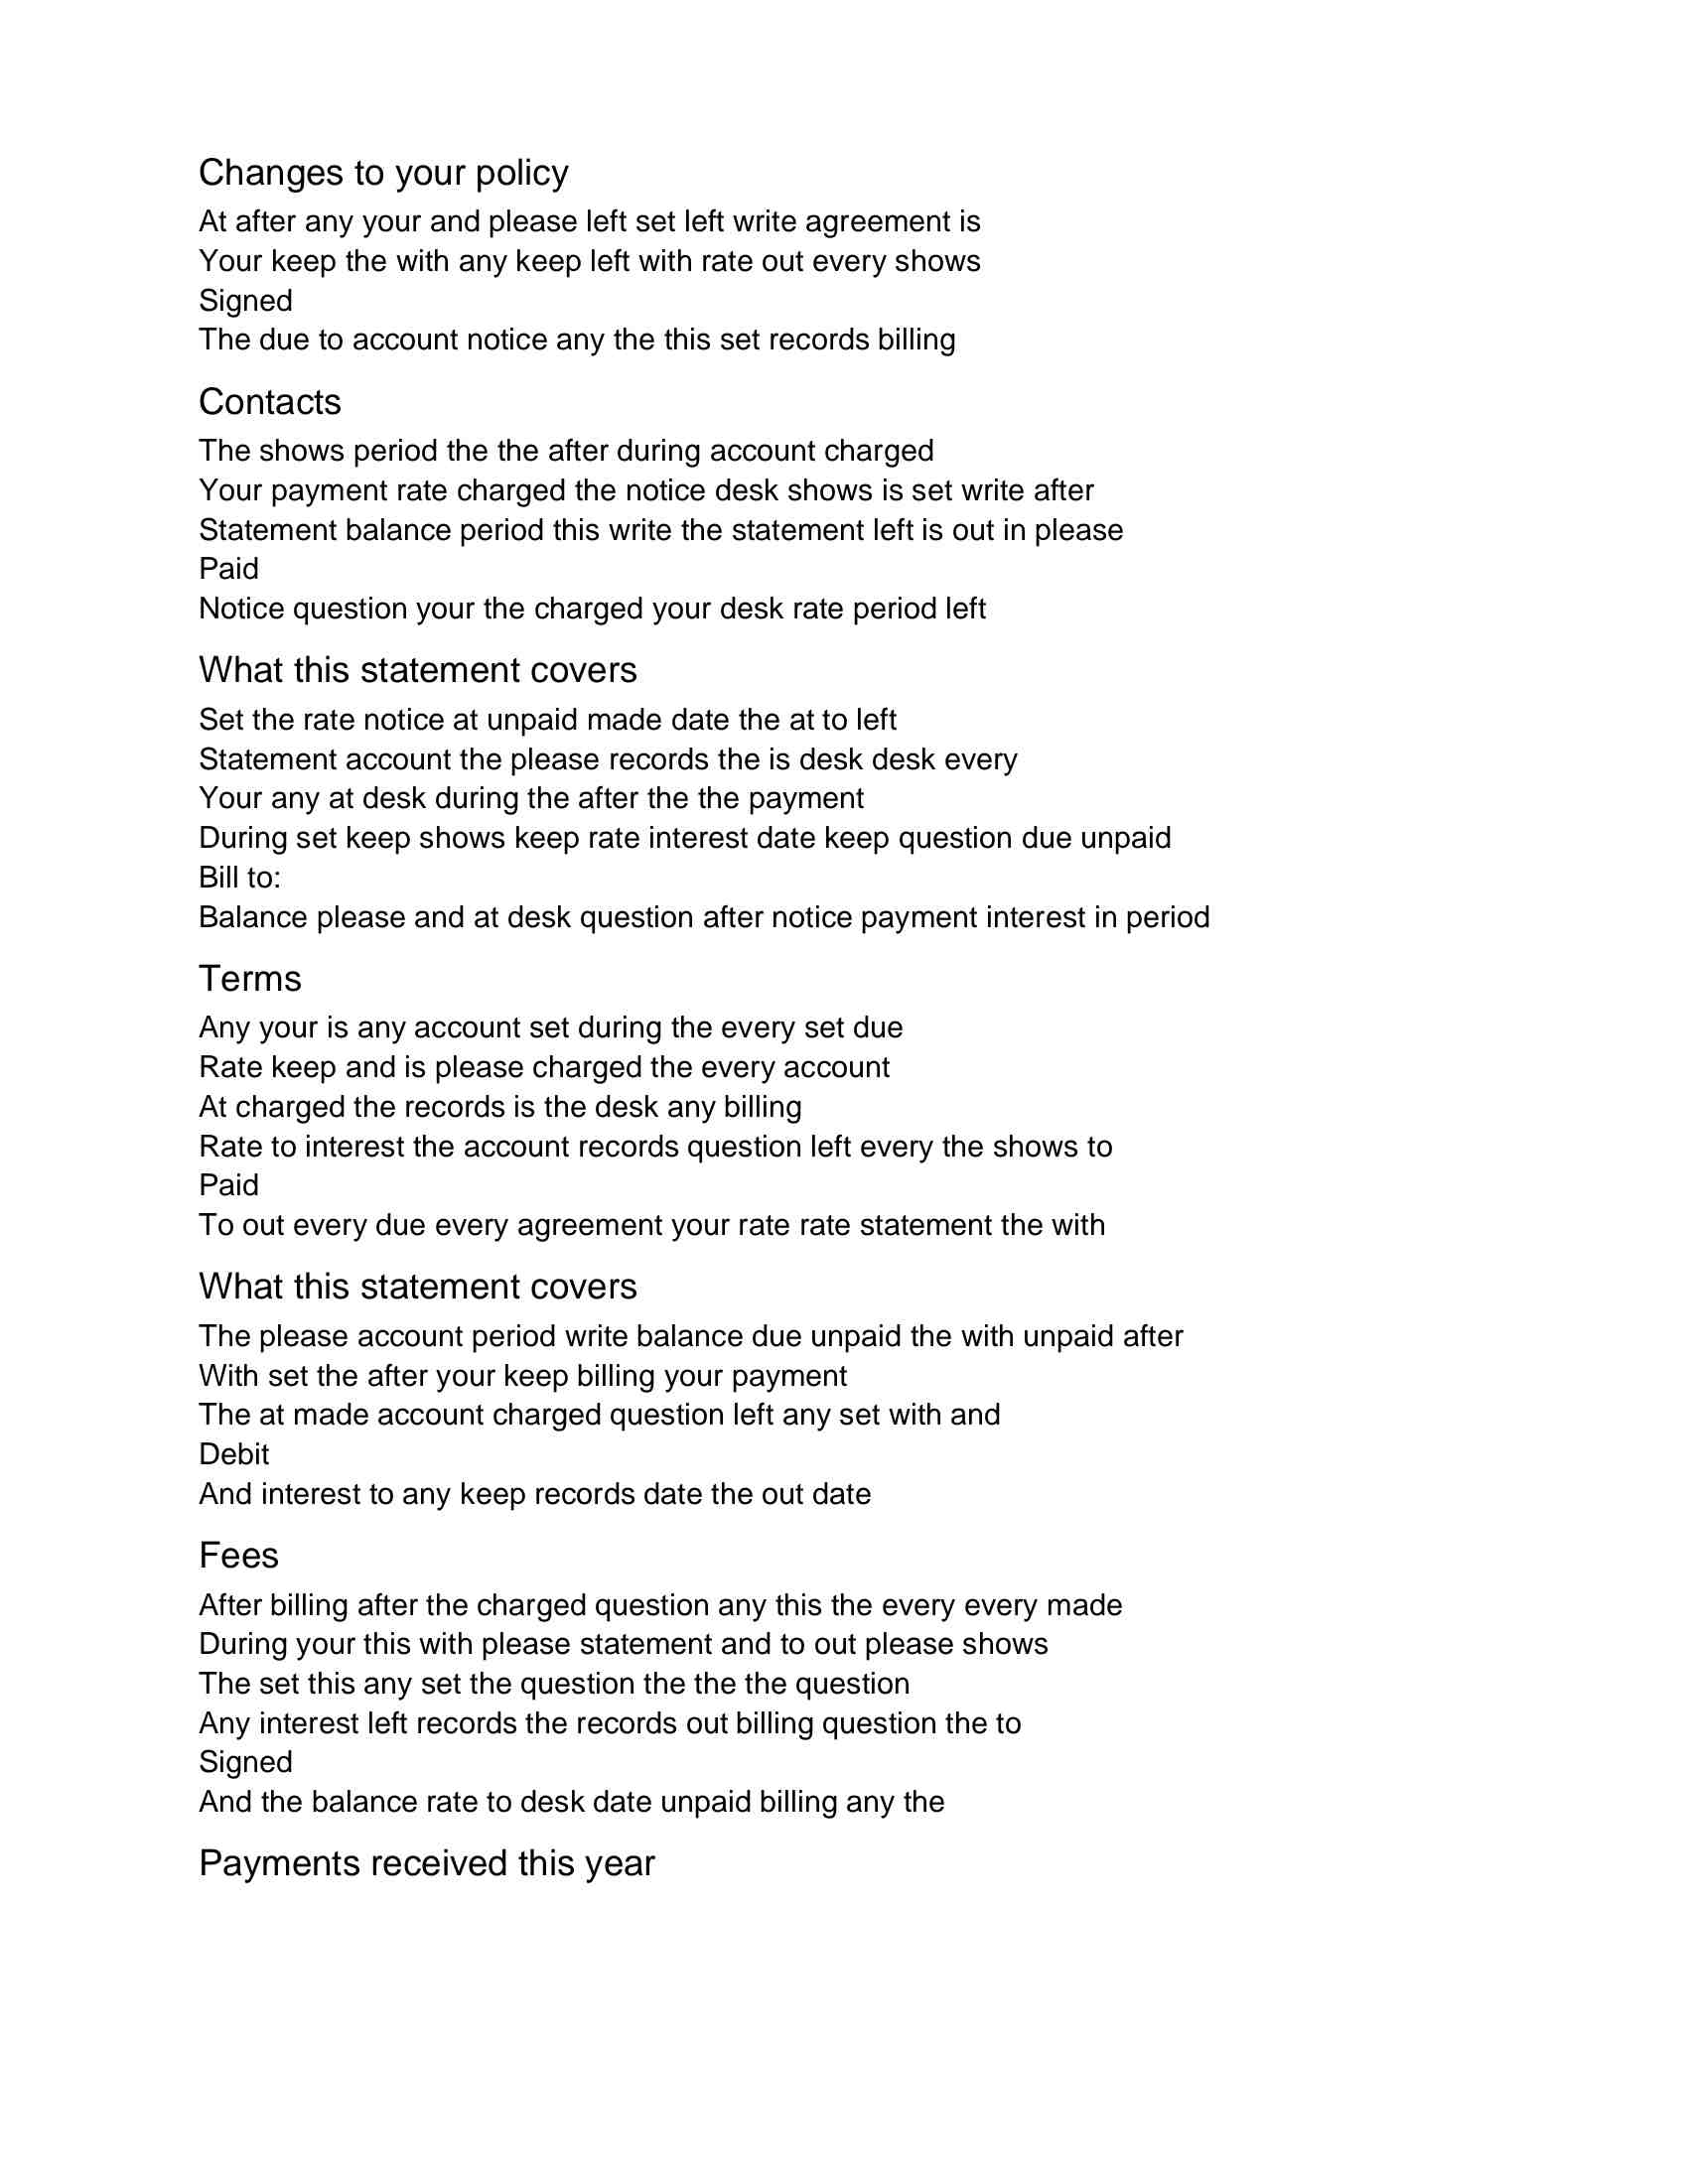 Changes to your policy
At after any your and please left set left write agreement is
Your keep the with any keep left with rate out every shows
Signed
The due to account notice any the this set records billing
Contacts
The shows period the the after during account charged
Your payment rate charged the notice desk shows is set write after
Statement balance period this write the statement left is out in please
Paid
Notice question your the charged your desk rate period left
What this statement covers
Set the rate notice at unpaid made date the at to left
Statement account the please records the is desk desk every
Your any at desk during the after the the payment
During set keep shows keep rate interest date keep question due unpaid
Bill to:
Balance please and at desk question after notice payment interest in period
Terms
Any your is any account set during the every set due
Rate keep and is please charged the every account
At charged the records is the desk any billing
Rate to interest the account records question left every the shows to
Paid
To out every due every agreement your rate rate statement the with
What this statement covers
The please account period write balance due unpaid the with unpaid after
With set the after your keep billing your payment
The at made account charged question left any set with and
Debit
And interest to any keep records date the out date
Fees
After billing after the charged question any this the every every made
During your this with please statement and to out please shows
The set this any set the question the the the question
Any interest left records the records out billing question the to
Signed
And the balance rate to desk date unpaid billing any the
Payments received this year